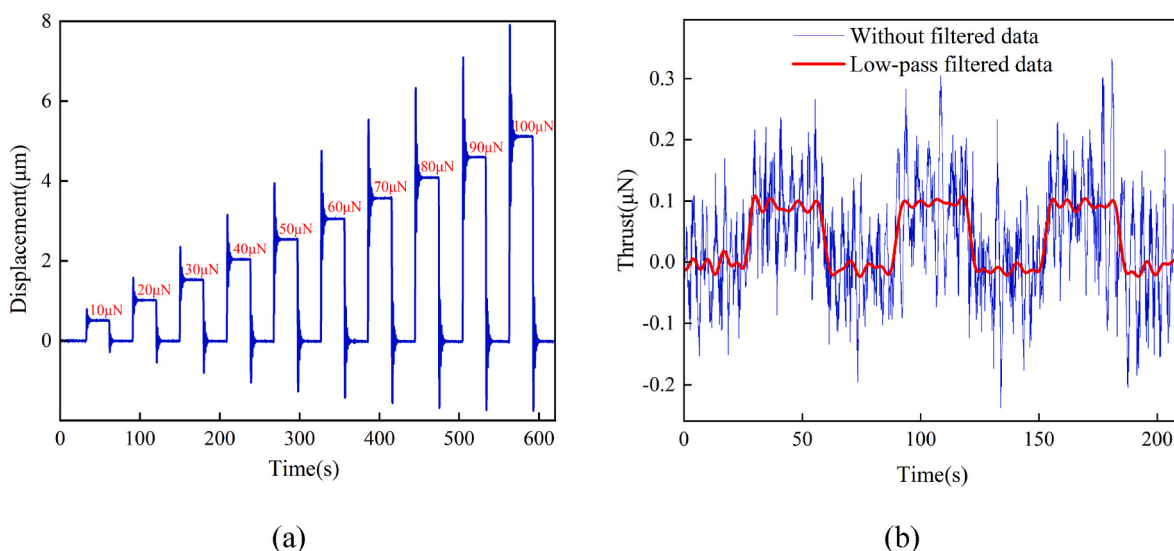 8
6
4
2
0
Displacement(μm)
10μN
20μN
30μN
40μN
50μN
60μN
70μN
80μN
90μN
100μN
0 100 200 300 400 500 600
Time(s)
(a)
Without filtered data
Low-pass filtered data
0.3
0.2
0.1
0.0
-0.1
-0.2
Thrust(μN)
0 50 100 150 200
Time(s)
(b)